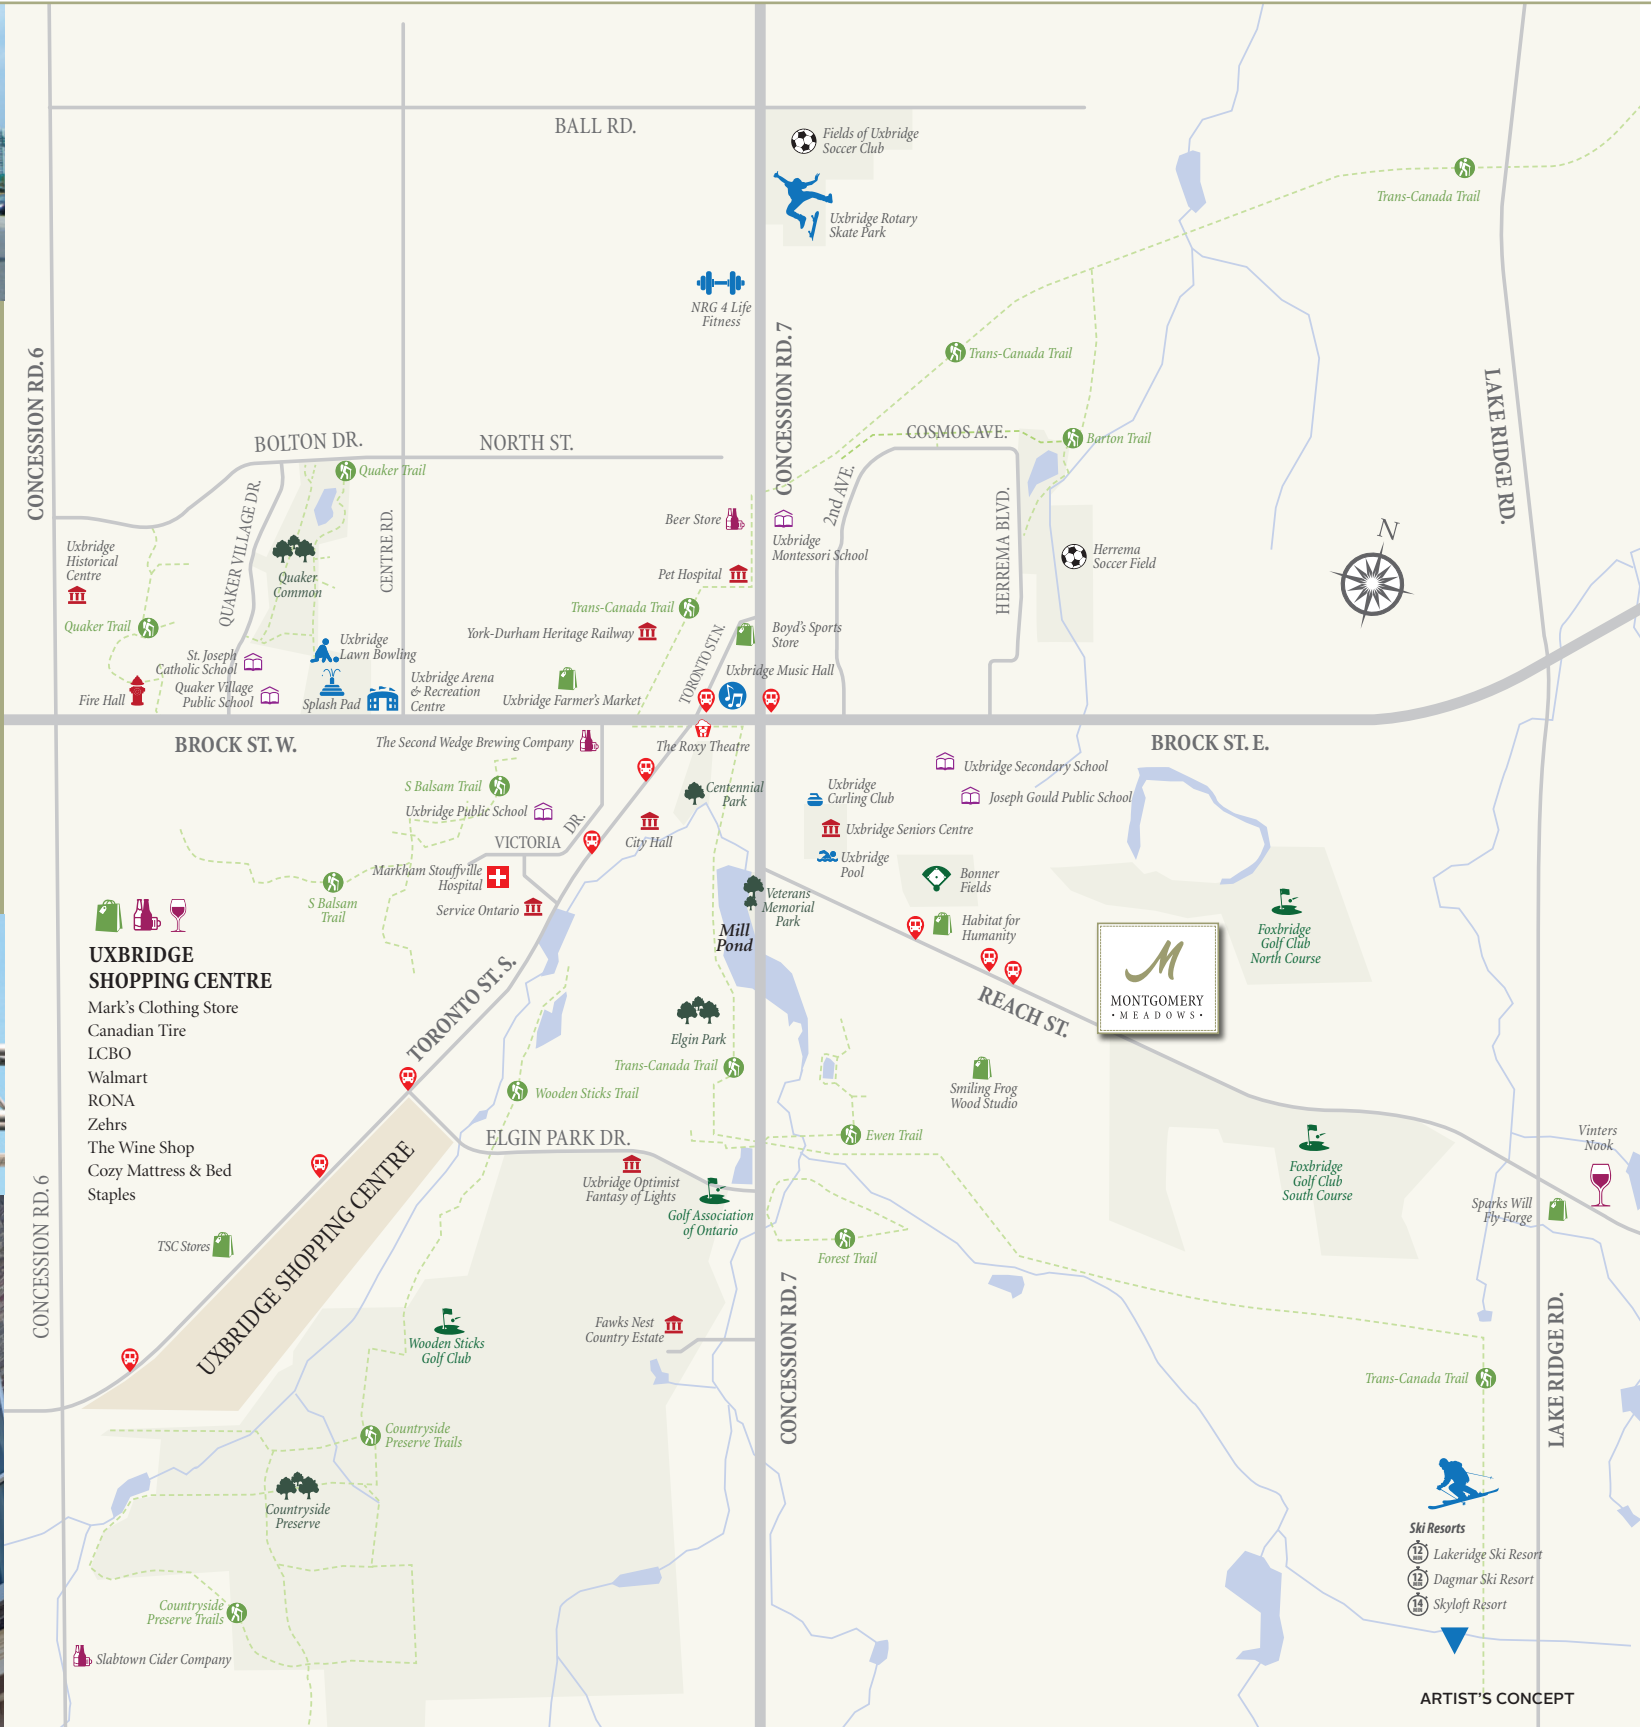 BALL RD.
Fields of Uxbridge
Soccer Club
Uxbridge Rotary
Skate Park
Trans-Canada Trail
NRG 4 Life
Fitness
CONCESSION RD. 7
CONCESSION RD. 6
Trans-Canada Trail
LAKE RIDGE RD.
BOLTON DR.
NORTH ST.
COSMOS AVE.
Barton Trail
Quaker Trail
QUAKER VILLAGE DR.
CENTRE RD.
2nd AVE.
HERREMA BLVD.
Beer Store
Uxbridge
Montessori School
N
Uxbridge
Historical
Centre
Quaker
Common
Pet Hospital
Herrema
Soccer Field
Trans-Canada Trail
Quaker Trail
York-Durham Heritage Railway
TORONTO ST. N.
Boyd's Sports
Store
Uxbridge
Lawn Bowling
St. Joseph
Catholic School
Uxbridge Music Hall
Quaker Village
Public School
Uxbridge Arena
& Recreation
Centre
Fire Hall
Splash Pad
Uxbridge Farmer's Market
BROCK ST. W.
The Second Wedge Brewing Company
The Roxy Theatre
BROCK ST. E.
Uxbridge Secondary School
S Balsam Trail
Centennial
Park
Uxbridge
Curling Club
Joseph Gould Public School
Uxbridge Public School
VICTORIA DR.
City Hall
Uxbridge Seniors Centre
Uxbridge
Pool
Markham Stouffville
Hospital
Bonner
Fields
S Balsam
Trail
Service Ontario
Veterans
Memorial
Park
Habitat for
Humanity
Mill
Pond
Foxbridge
Golf Club
North Course
UXBRIDGE
SHOPPING CENTRE
Mark's Clothing Store
Canadian Tire
LCBO
Walmart
RONA
Zehrs
The Wine Shop
Cozy Mattress & Bed
Staples
TORONTO ST. S.
M
MONTGOMERY
• MEADOWS •
REACH ST.
Elgin Park
Trans-Canada Trail
Wooden Sticks Trail
Smiling Frog
Wood Studio
ELGIN PARK DR.
Ewen Trail
Vinters
Nook
Uxbridge Optimist
Fantasy of Lights
Foxbridge
Golf Club
South Course
Sparks Will
Fly Forge
Golf Association
of Ontario
CONCESSION RD. 6
TSC Stores
UXBRIDGE SHOPPING CENTRE
Forest Trail
CONCESSION RD. 7
Fawks Nest
Country Estate
Wooden Sticks
Golf Club
LAKE RIDGE RD.
Trans-Canada Trail
Countryside
Preserve Trails
Countryside
Preserve
Ski Resorts
12 MIN Lakeridge Ski Resort
12 MIN Dagmar Ski Resort
14 MIN Skyloft Resort
Countryside
Preserve Trails
Slabtown Cider Company
ARTIST'S CONCEPT